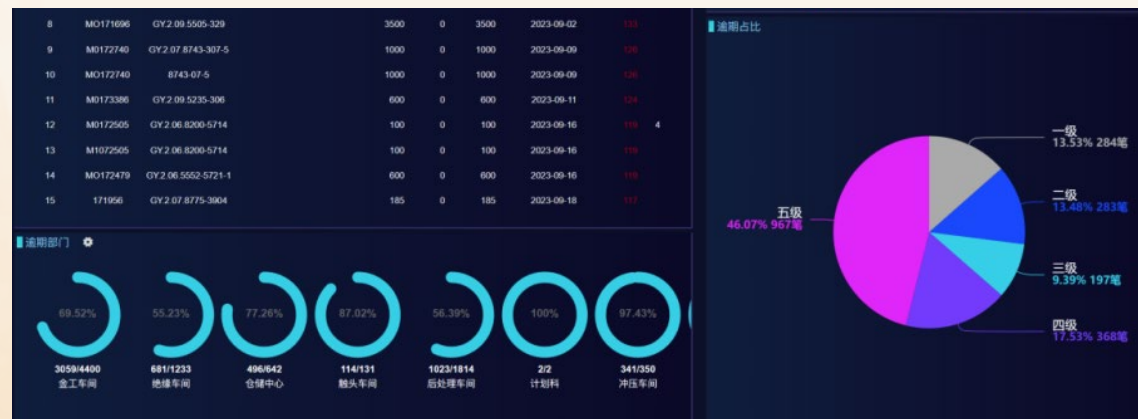 8 MO171696 GY.2.09.5505-329 3500 0 3500 2023-09-02 133
9 M0172740 GY.2.07.8743-307-5 1000 0 1000 2023-09-09 126
10 MO172740 8743-07-5 1000 0 1000 2023-09-09 126
11 M0173386 GY.2.09.5235-306 600 0 600 2023-09-11 124
12 M0172505 GY.2.06.8200-5714 100 0 100 2023-09-16 119 4
13 M1072505 GY.2.06.8200-5714 100 0 100 2023-09-16 119
14 MO172479 GY.2.06.5552-5721-1 600 0 600 2023-09-16 119
15 171956 GY.2.07.8775-3904 185 0 185 2023-09-18 117
逾期部门
69.52% 55.23% 77.26% 87.02% 56.39% 100% 97.43%
3059/4400 681/1233 496/642 114/131 1023/1814 2/2 341/350
金工车间 绝缘车间 仓储中心 触头车间 后处理车间 计划科 冲压车间
逾期占比
一级
13.53% 284笔
二级
13.48% 283笔
三级
9.39% 197笔
四级
17.53% 368笔
五级
46.07% 967笔